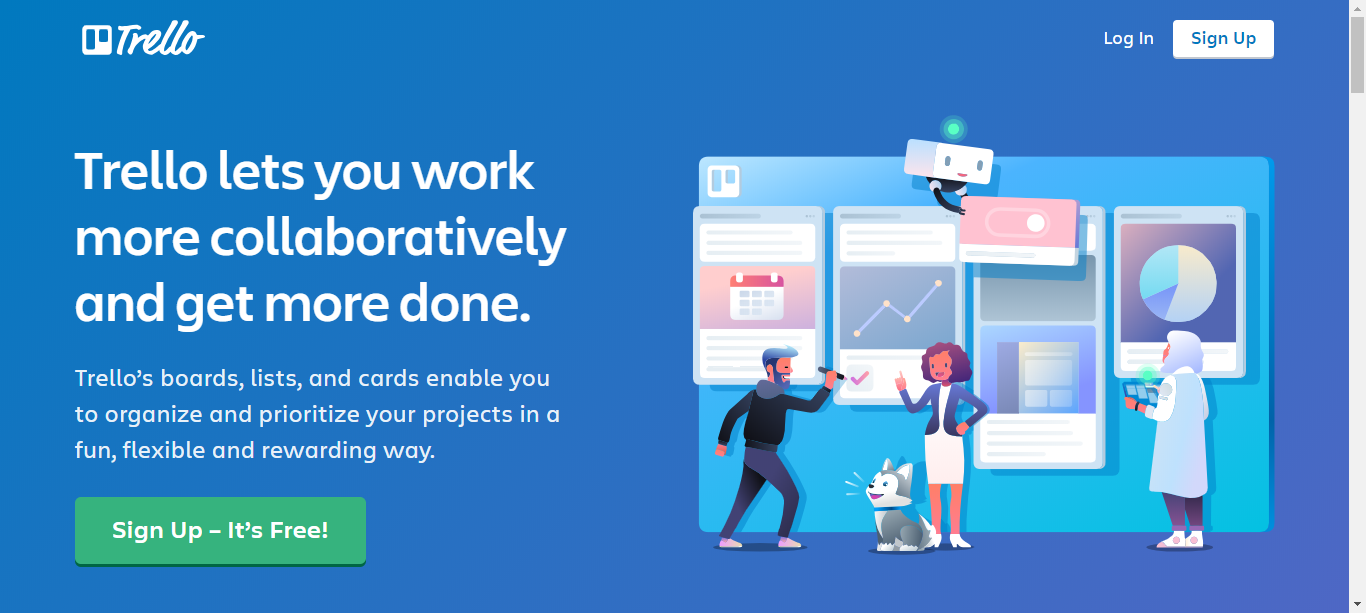 Trello
Log In
Sign Up
Trello lets you work
more collaboratively
and get more done.
Trello’s boards, lists, and cards enable you
to organize and prioritize your projects in a
fun, flexible and rewarding way.
Sign Up – It’s Free!